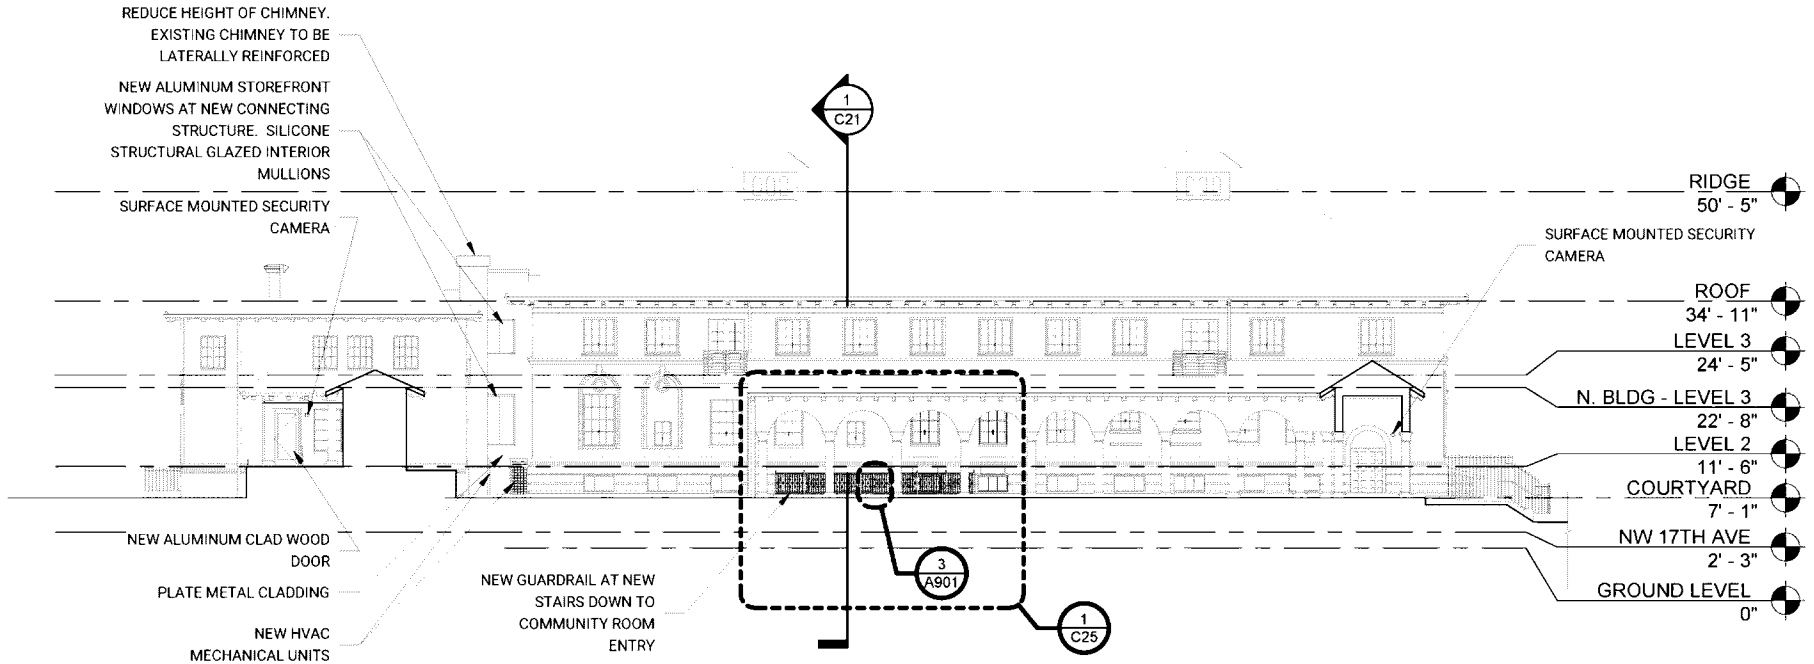 REDUCE HEIGHT OF CHIMNEY.
EXISTING CHIMNEY TO BE
LATERALLY REINFORCED
NEW ALUMINUM STOREFRONT
WINDOWS AT NEW CONNECTING
STRUCTURE. SILICONE
STRUCTURAL GLAZED INTERIOR
MULLIONS
SURFACE MOUNTED SECURITY
CAMERA
NEW ALUMINUM CLAD WOOD
DOOR
PLATE METAL CLADDING
NEW HVAC
MECHANICAL UNITS
NEW GUARDRAIL AT NEW
STAIRS DOWN TO
COMMUNITY ROOM
ENTRY
1
C21
3
A901
1
C25
RIDGE
50' - 5"
SURFACE MOUNTED SECURITY
CAMERA
ROOF
34' - 11"
LEVEL 3
24' - 5"
N. BLDG - LEVEL 3
22' - 8"
LEVEL 2
11' - 6"
COURTYARD
7' - 1"
NW 17TH AVE
2' - 3"
GROUND LEVEL
0"